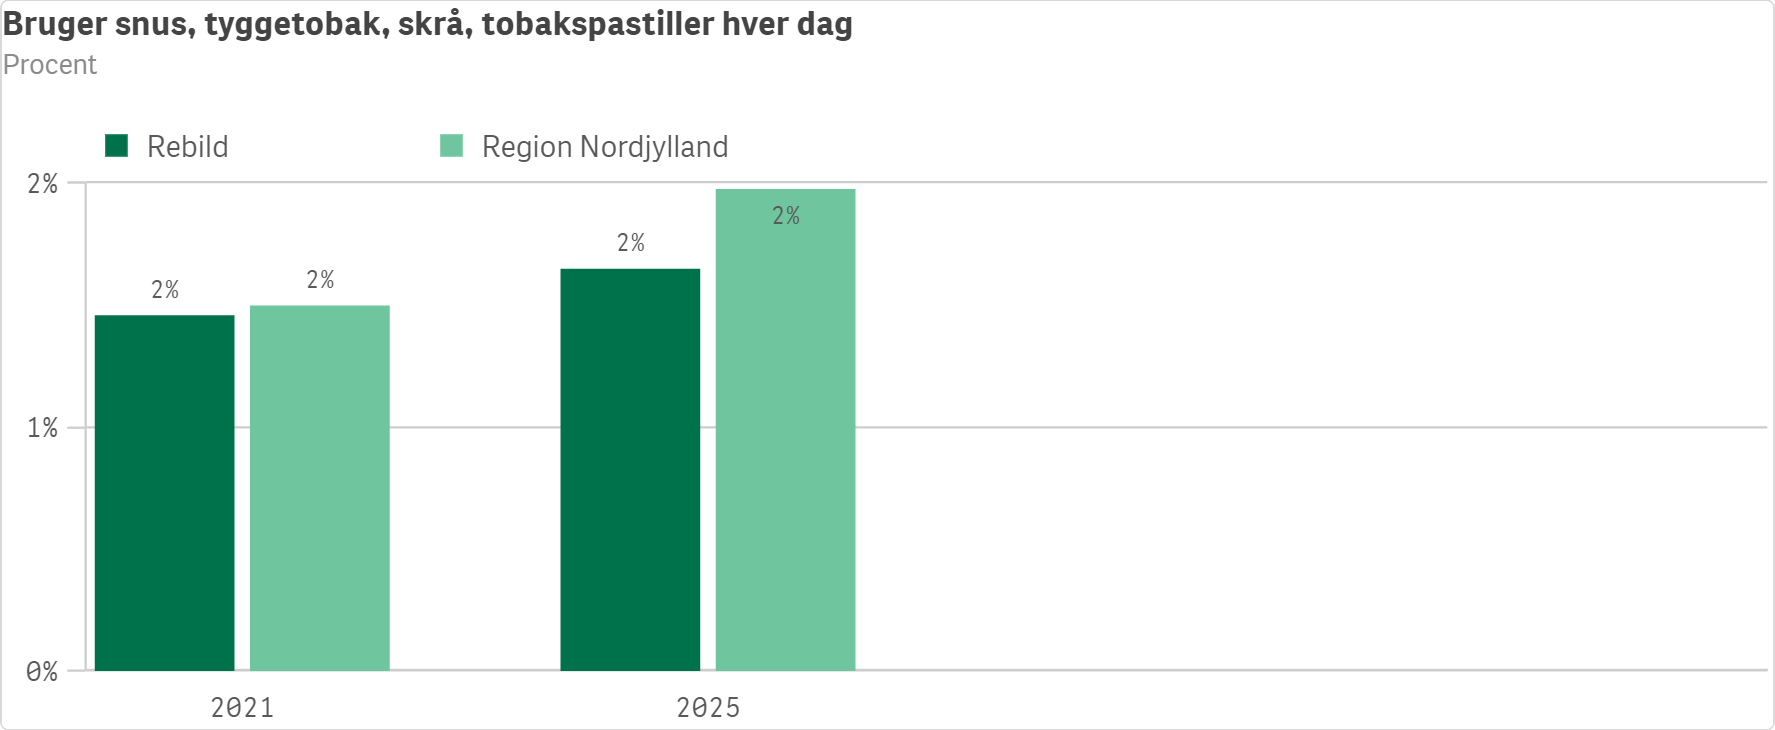 Bruger snus, tyggetobak, skrå, tobakspastiller hver dag
Procent
Rebild Region Nordjylland
2%
1%
0%
2% 2% 2% 2%
2021 2025